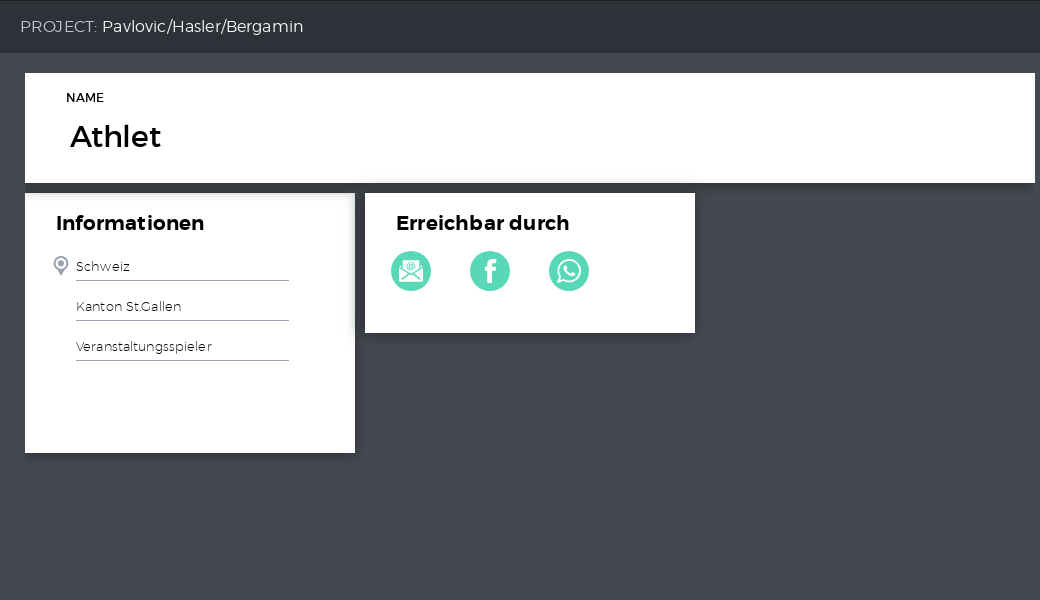 PROJECT: Pavlovic/Hasler/Bergamin
NAME
Athlet
Informationen
Schweiz
Kanton St.Gallen
Veranstaltungsspieler
Erreichbar durch
@